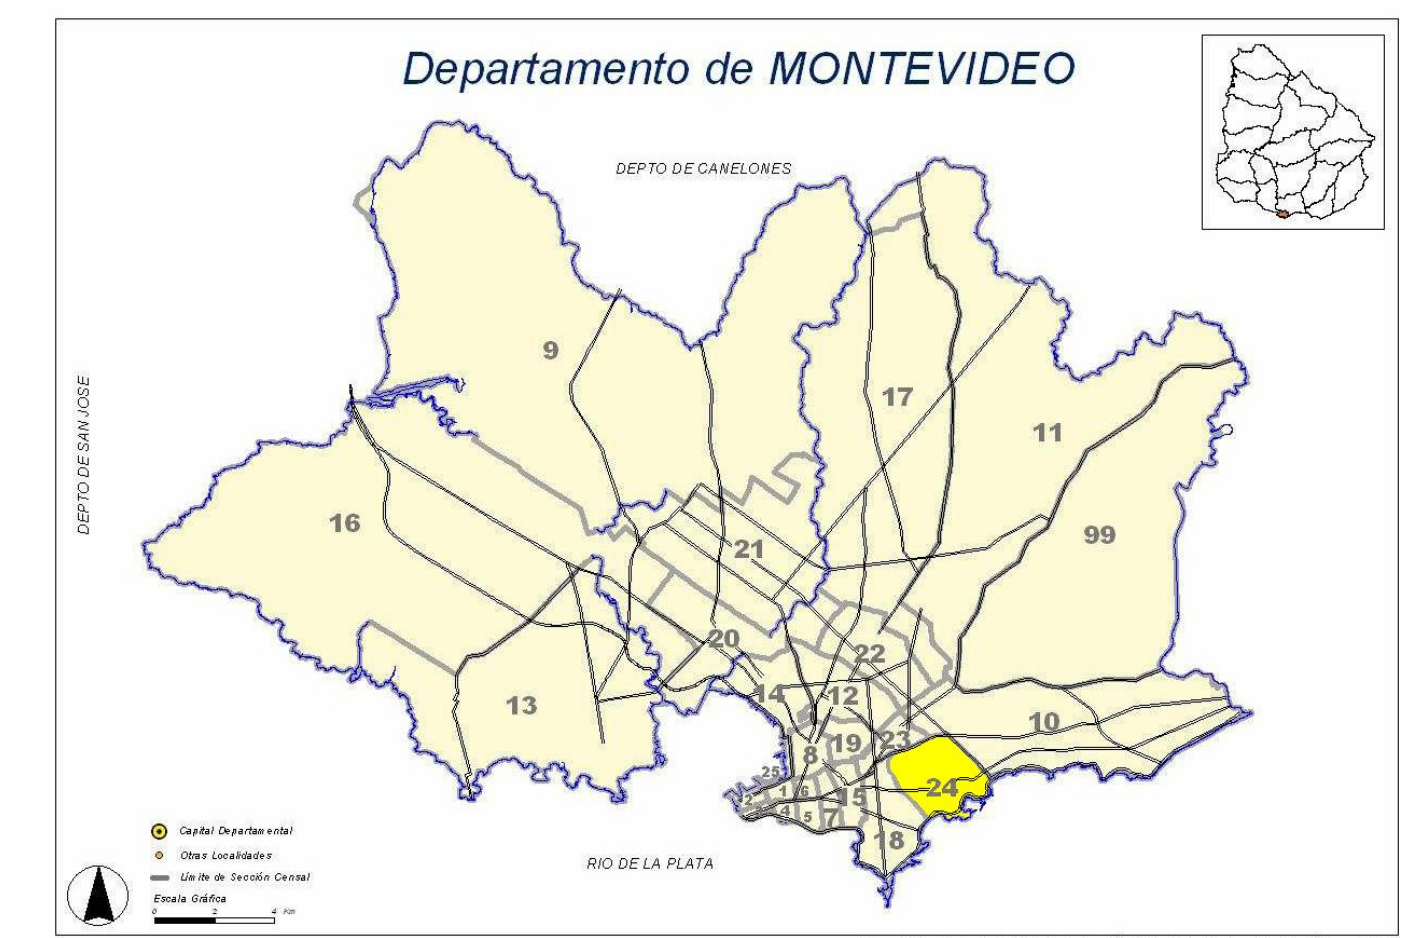 Departamento de MONTEVIDEO
DEPTO DE CANELONES
9
17
11
DEPTO DE SAN JOSE
16
21
99
20
22
14
12
13
10
23
19
8
25
24
1
6
15
2
4
5
7
18
Capital Departamental
Otras Localidades
RIO DE LA PLATA
Límite de Sección Censal
Escala Gráfica
0 2 4 Km